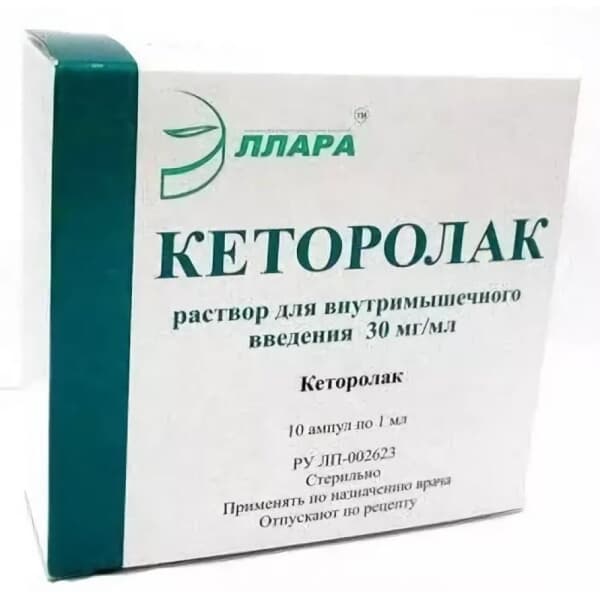 ЭЛЛАРА
TM
КЕТОРОЛАК
раствор для внутримышечного
введения 30 мг/мл
Кеторолак
10 ампул по 1 мл
РУ ЛП-002623
Стерильно
Применять по назначению врача
Отпускают по рецепту